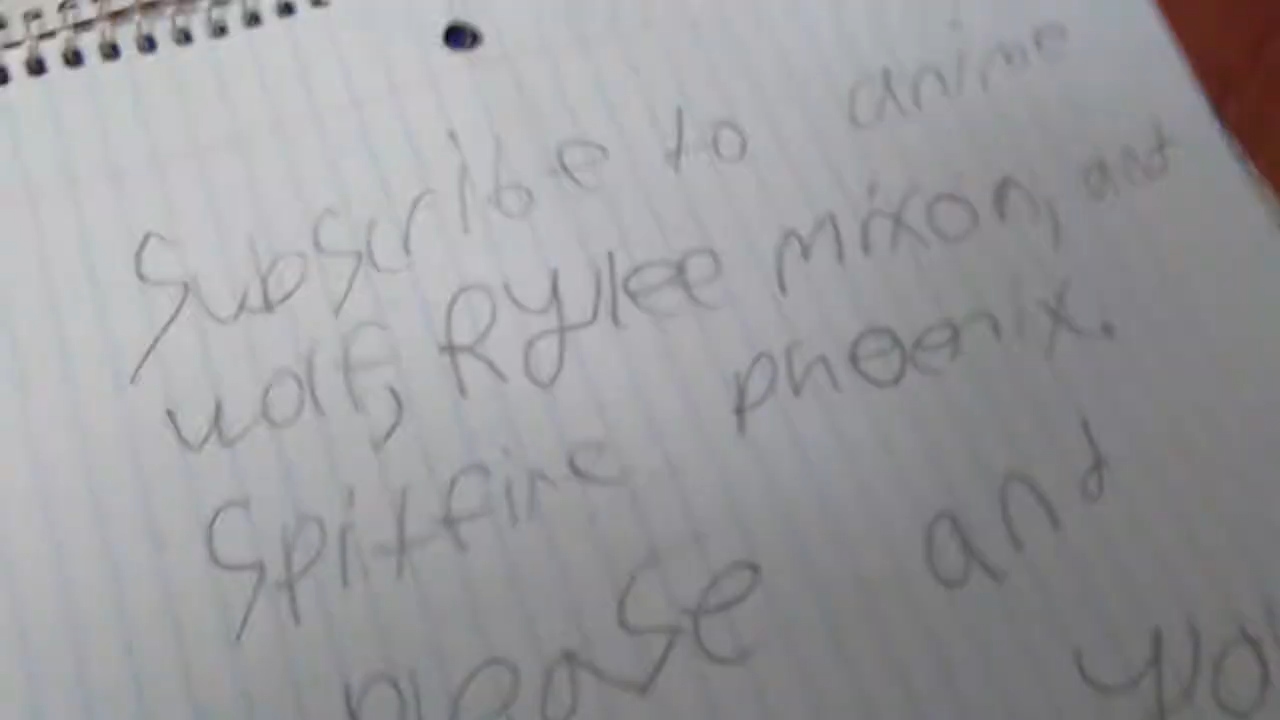 Subscribe to anime
wolf, Rylee mixon, and
Spitfire phoenix.
please and